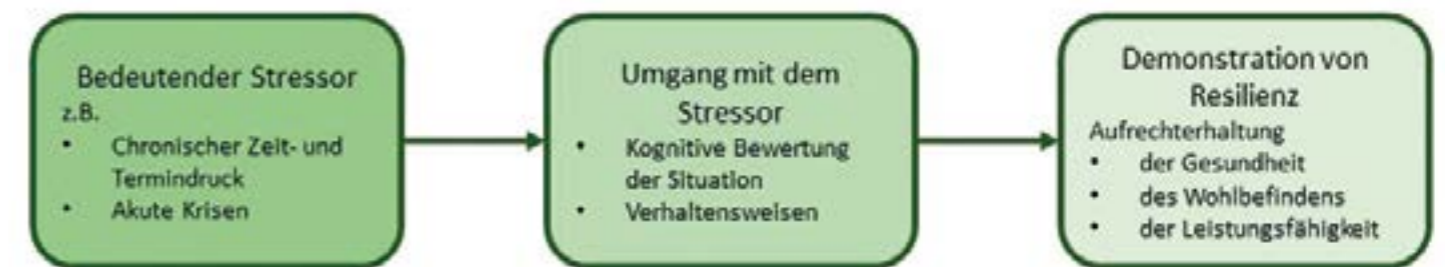 Bedeutender Stressor
z.B.
• Chronischer Zeit- und
Termindruck
• Akute Krisen
Umgang mit dem
Stressor
• Kognitive Bewertung
der Situation
• Verhaltensweisen
Demonstration von
Resilienz
Aufrechterhaltung
• der Gesundheit
• des Wohlbefindens
• der Leistungsfähigkeit